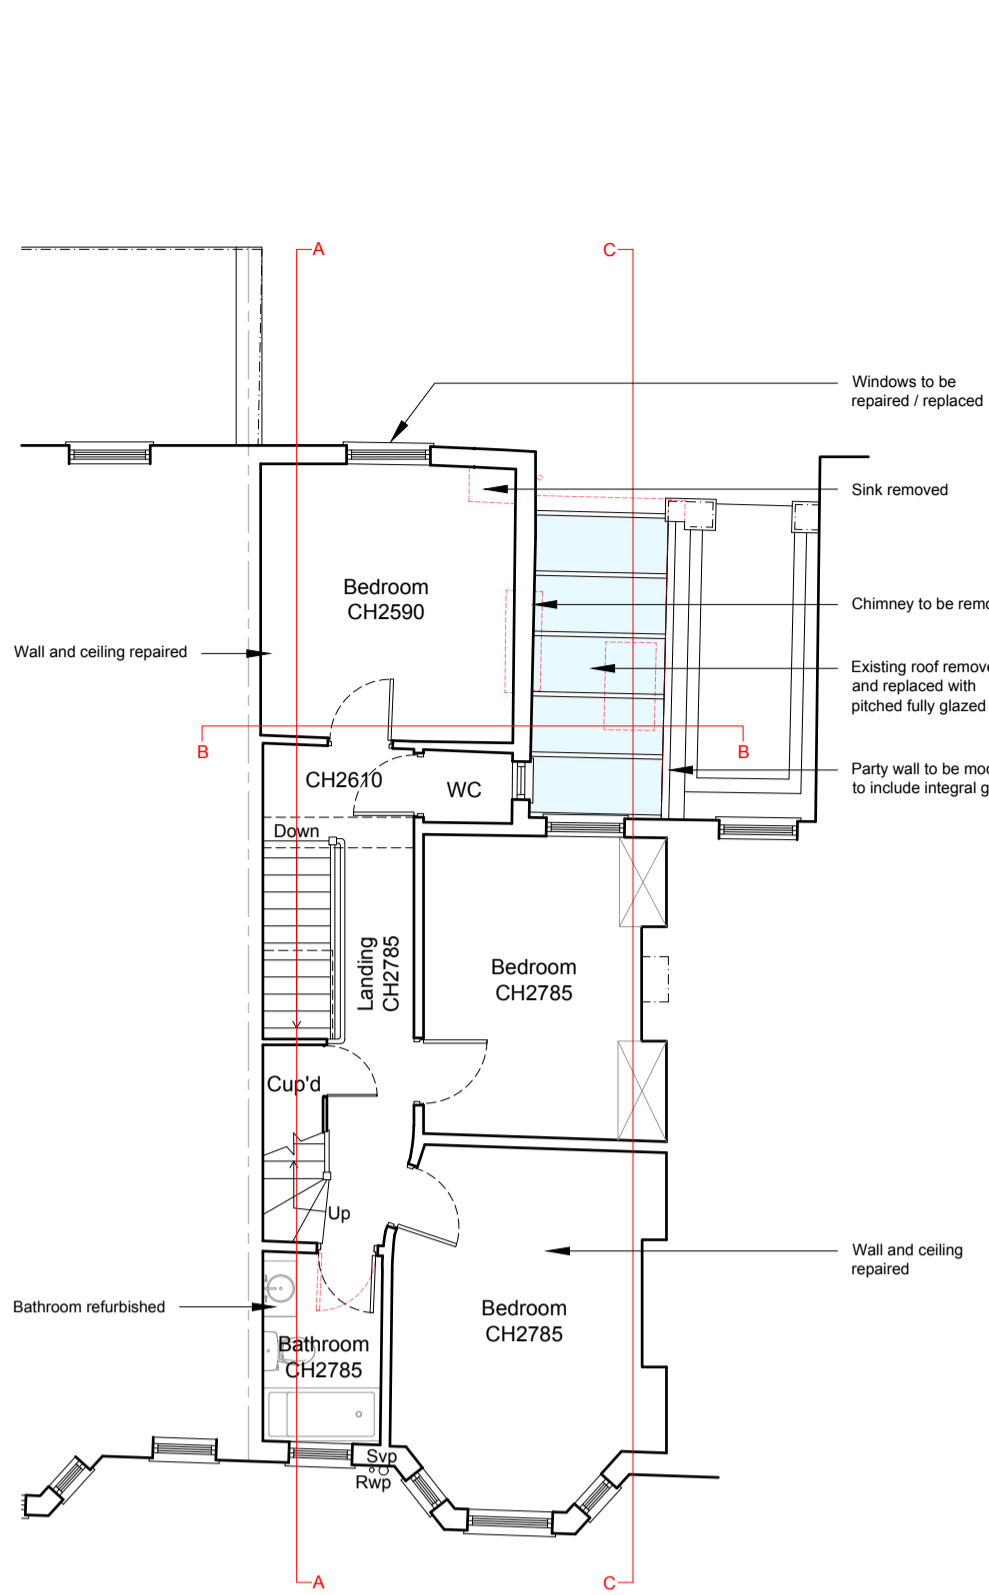 A
C
Windows to be
repaired / replaced
Sink removed
Bedroom
CH2590
Chimney to be remo
Wall and ceiling repaired
Existing roof remove
and replaced with
pitched fully glazed
B
B
Party wall to be mod
to include integral g
CH2610
WC
Down
Landing
CH2785
Bedroom
CH2785
Cup'd
Up
Wall and ceiling
repaired
Bathroom refurbished
Bedroom
CH2785
Bathroom
CH2785
Svp
Rwp
A
C